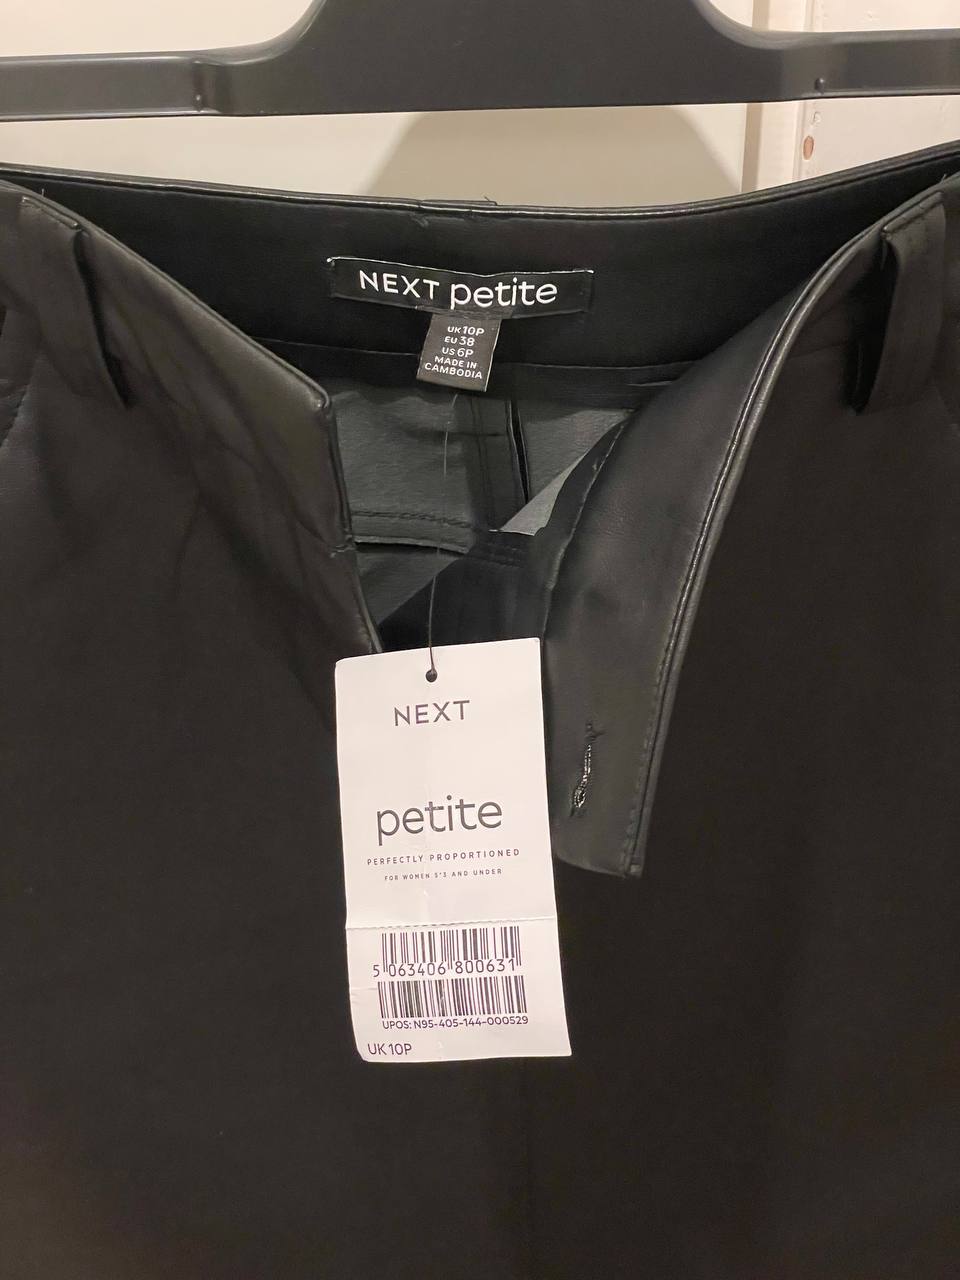 NEXT petite
UK 10P
EU 38
US 6P
MADE IN
CAMBODIA
NEXT
petite
PERFECTLY PROPORTIONED
FOR WOMEN 5'3 AND UNDER
5 063406 800631
UPOS: N95-405-144-000529
UK 10P